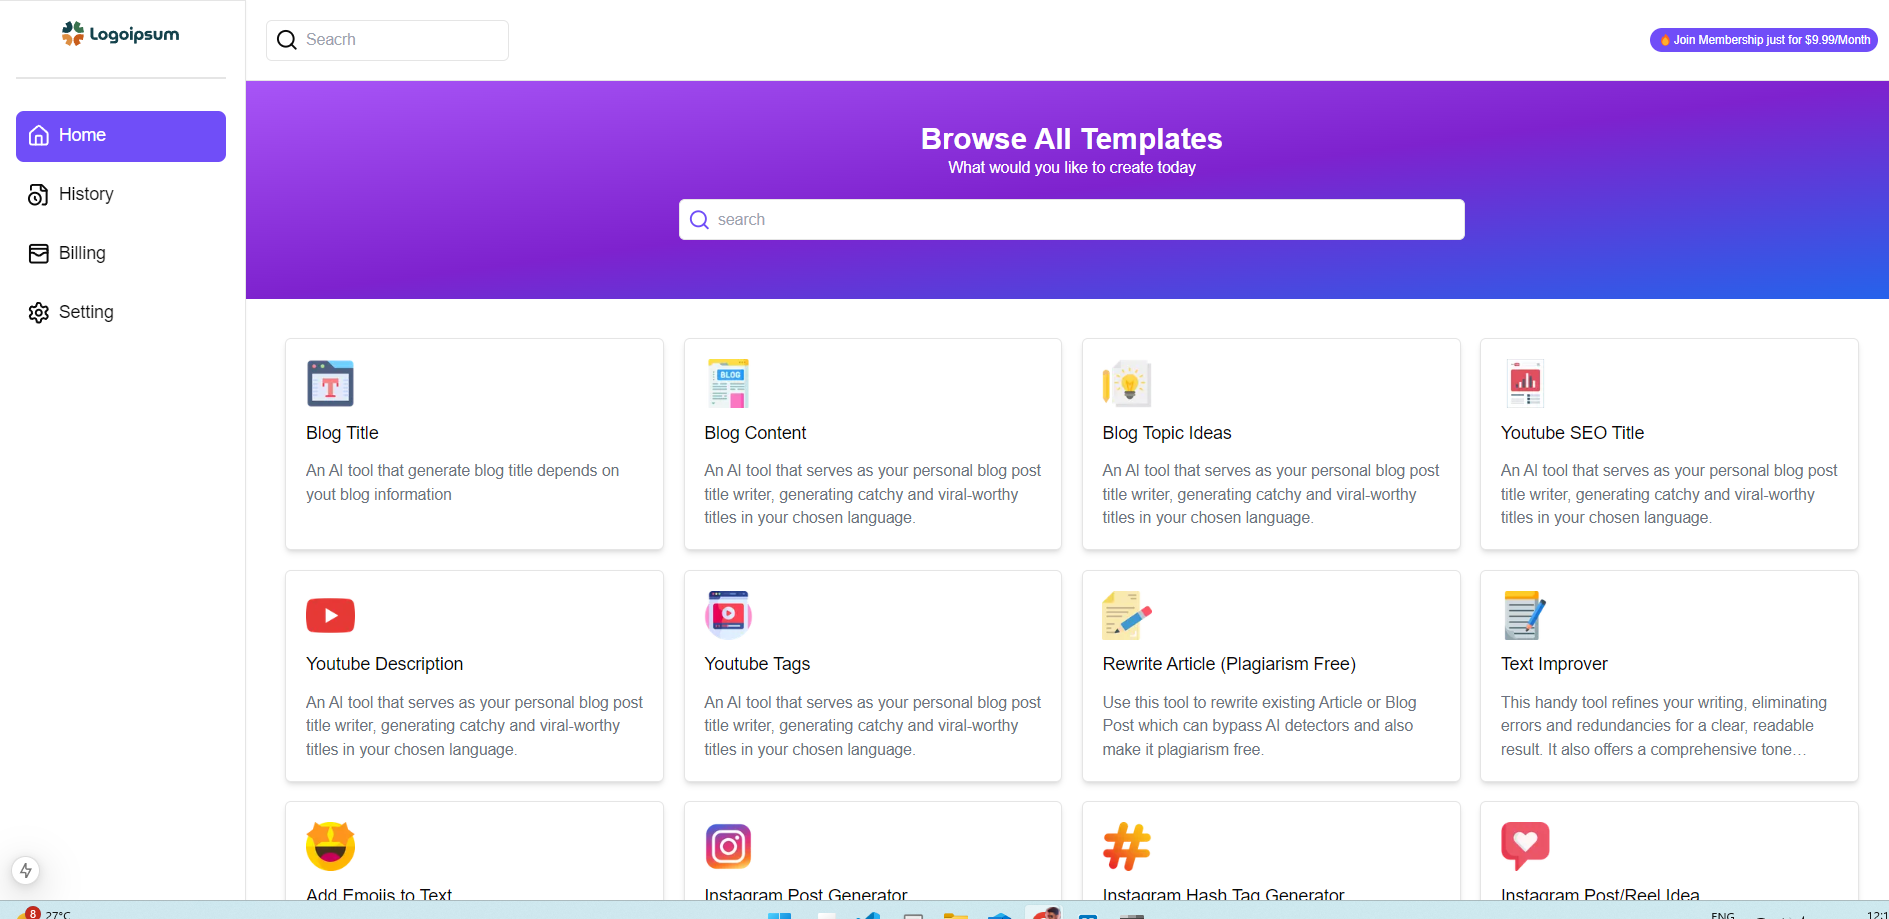 Logoipsum
Seacrh
🔥 Join Membership just for $9.99/Month
Home
History
Billing
Setting
Browse All Templates
What would you like to create today
search
T
Blog Title
An AI tool that generate blog title depends on
yout blog information
BLOG
Blog Content
An AI tool that serves as your personal blog post
title writer, generating catchy and viral-worthy
titles in your chosen language.
Blog Topic Ideas
An AI tool that serves as your personal blog post
title writer, generating catchy and viral-worthy
titles in your chosen language.
Youtube SEO Title
An AI tool that serves as your personal blog post
title writer, generating catchy and viral-worthy
titles in your chosen language.
Youtube Description
An AI tool that serves as your personal blog post
title writer, generating catchy and viral-worthy
titles in your chosen language.
Youtube Tags
An AI tool that serves as your personal blog post
title writer, generating catchy and viral-worthy
titles in your chosen language.
Rewrite Article (Plagiarism Free)
Use this tool to rewrite existing Article or Blog
Post which can bypass AI detectors and also
make it plagiarism free.
Text Improver
This handy tool refines your writing, eliminating
errors and redundancies for a clear, readable
result. It also offers a comprehensive tone…
Add Emojis to Text
Instagram Post Generator
#
Instagram Hash Tag Generator
Instagram Post/Reel Idea
8
27°C
ENG